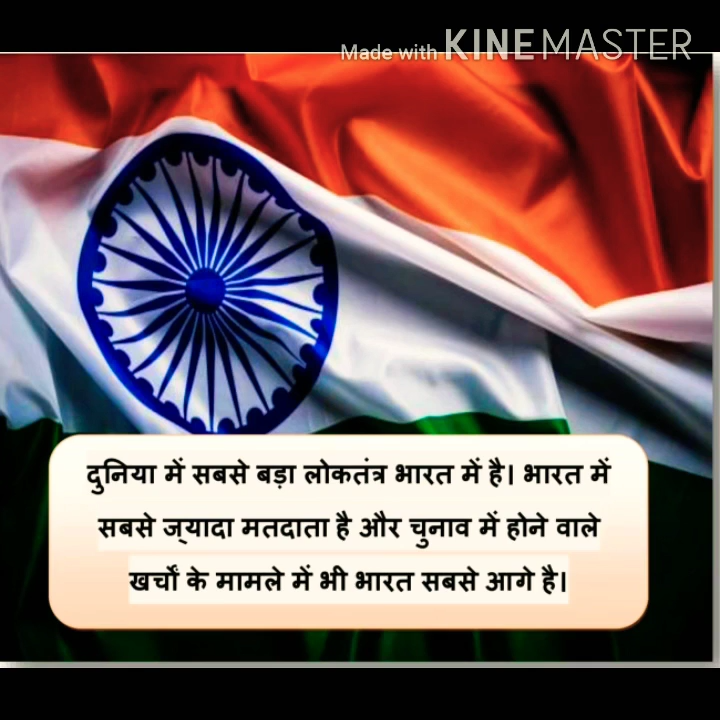 Made with KINEMASTER
दुनिया में सबसे बड़ा लोकतंत्र भारत में है। भारत में
सबसे ज्यादा मतदाता है और चुनाव में होने वाले
खर्चों के मामले में भी भारत सबसे आगे है।